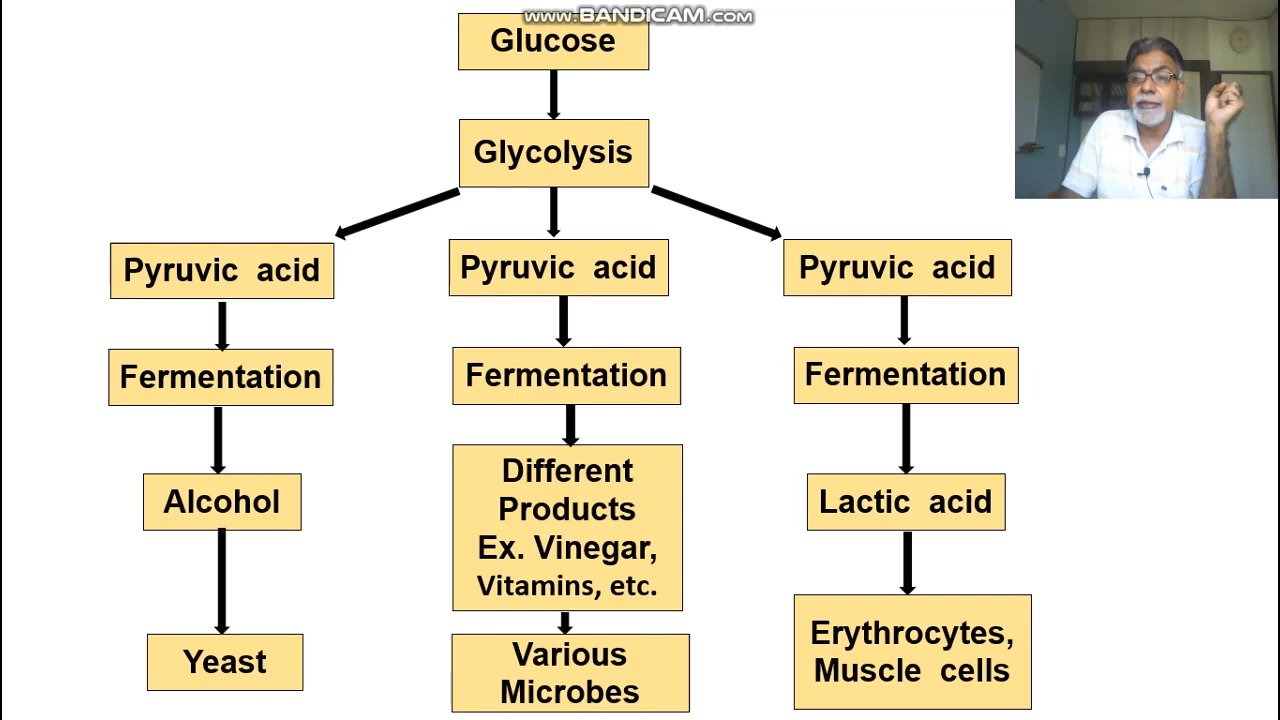 www.BANDICAM.com
Glucose
Glycolysis
Pyruvic acid
Pyruvic acid
Pyruvic acid
Fermentation
Fermentation
Fermentation
Alcohol
Different
Products
Ex. Vinegar,
Vitamins, etc.
Lactic acid
Yeast
Various
Microbes
Erythrocytes,
Muscle cells